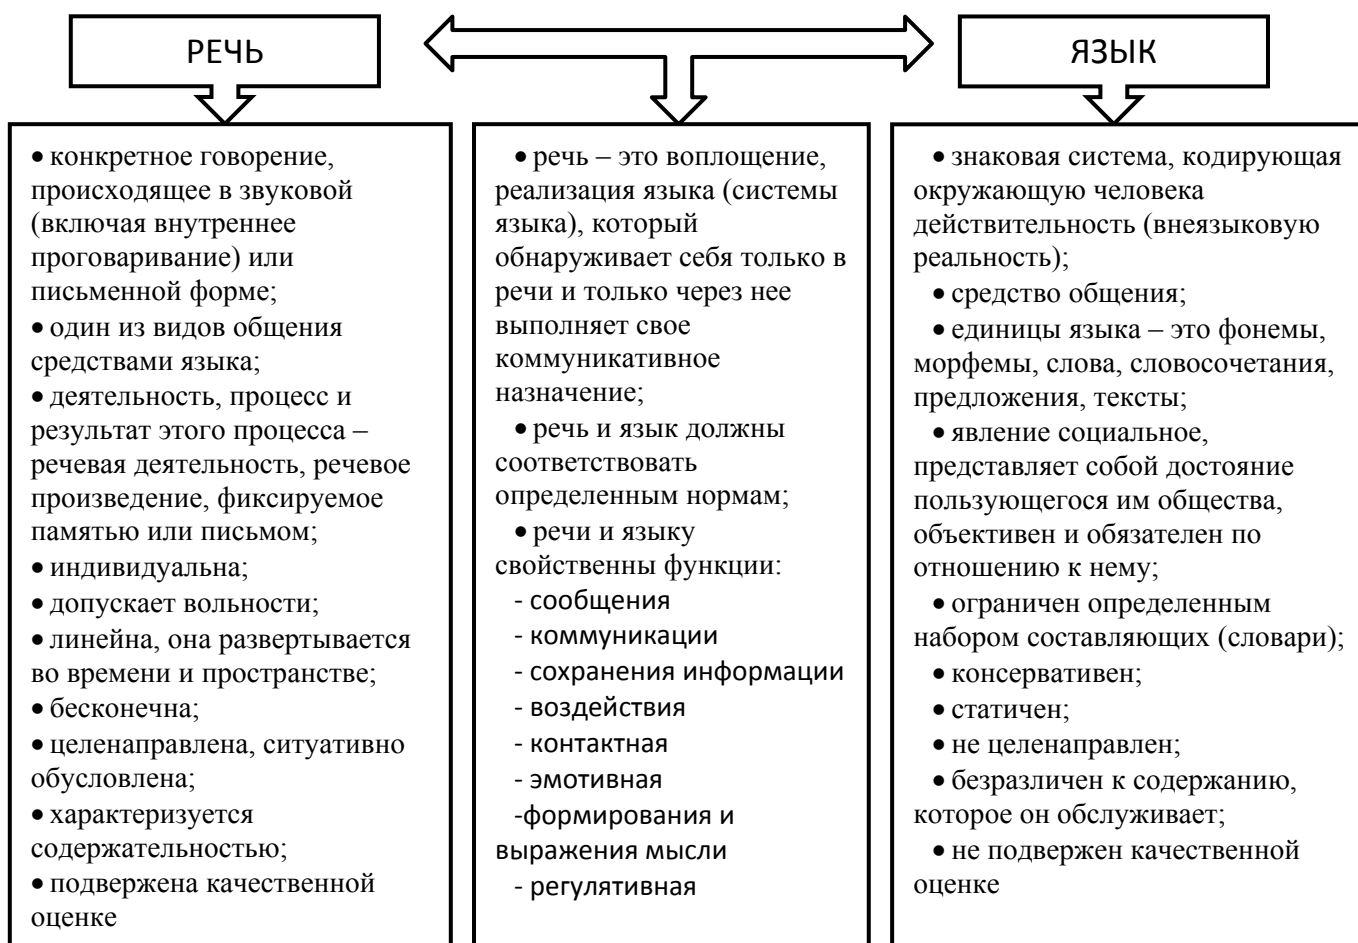 РЕЧЬ
ЯЗЫК
• конкретное говорение,
происходящее в звуковой
(включая внутреннее
проговаривание) или
письменной форме;
• один из видов общения
средствами языка;
• деятельность, процесс и
результат этого процесса –
речевая деятельность, речевое
произведение, фиксируемое
памятью или письмом;
• индивидуальна;
• допускает вольности;
• линейна, она развертывается
во времени и пространстве;
• бесконечна;
• целенаправлена, ситуативно
обусловлена;
• характеризуется
содержательностью;
• подвержена качественной
оценке
• речь – это воплощение,
реализация языка (системы
языка), который
обнаруживает себя только в
речи и только через нее
выполняет свое
коммуникативное
назначение;
• речь и язык должны
соответствовать
определенным нормам;
• речи и языку
свойственны функции:
- сообщения
- коммуникации
- сохранения информации
- воздействия
- контактная
- эмотивная
-формирования и
выражения мысли
- регулятивная
• знаковая система, кодирующая
окружающую человека
действительность (внеязыковую
реальность);
• средство общения;
• единицы языка – это фонемы,
морфемы, слова, словосочетания,
предложения, тексты;
• явление социальное,
представляет собой достояние
пользующегося им общества,
объективен и обязателен по
отношению к нему;
• ограничен определенным
набором составляющих (словари);
• консервативен;
• статичен;
• не целенаправлен;
• безразличен к содержанию,
которое он обслуживает;
• не подвержен качественной
оценке